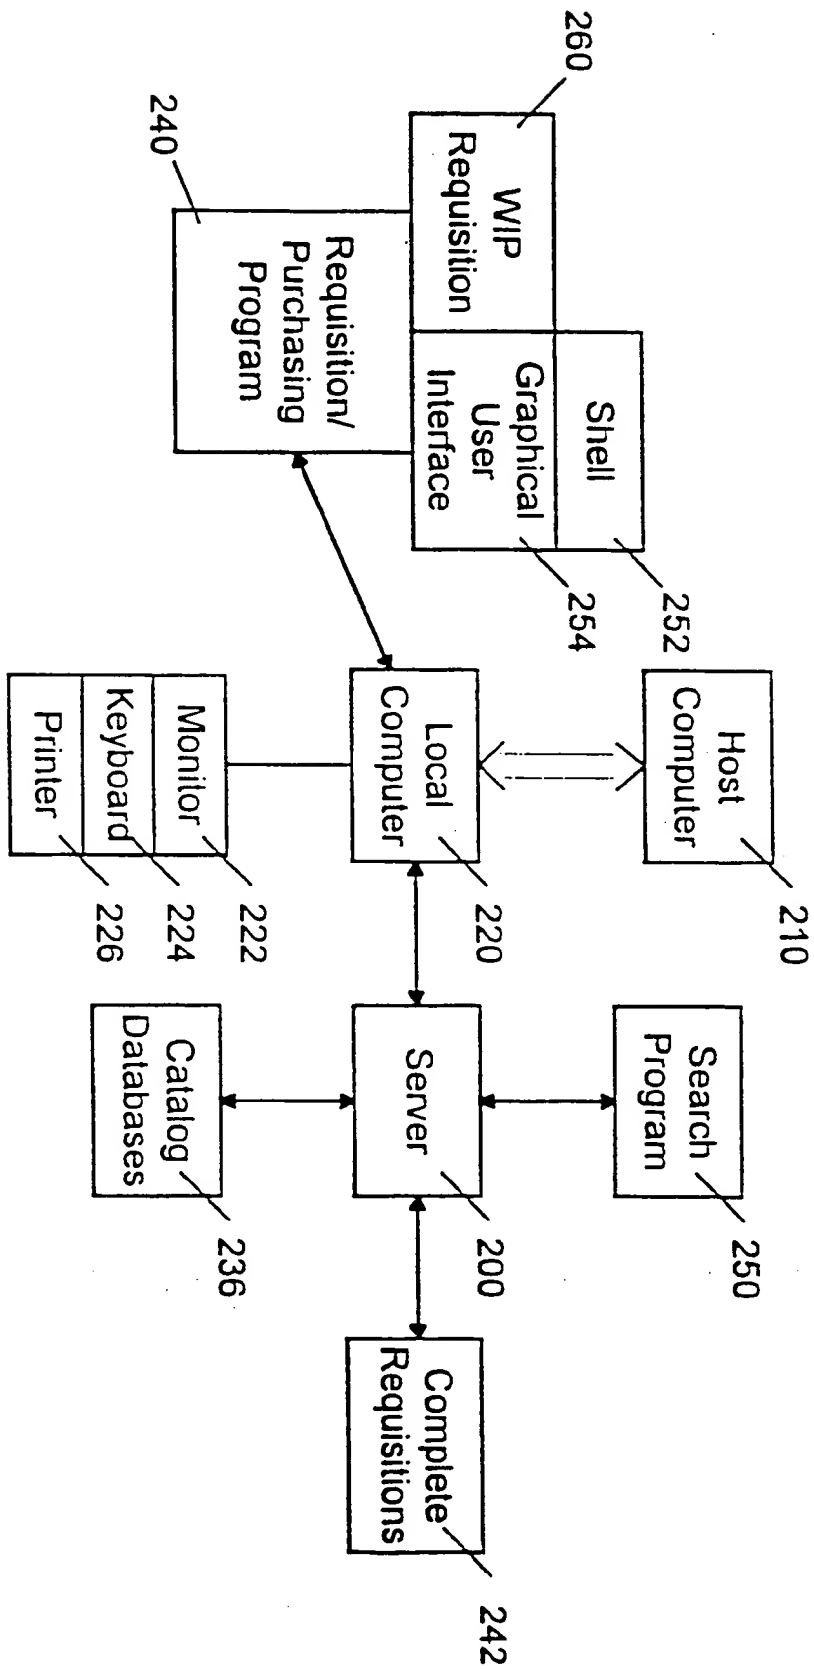 Host
Computer
210
Search
Program
250
Shell
252
Graphical
User
Interface
254
WIP
Requisition
260
Requisition/
Purchasing
Program
240
Local
Computer
220
Server
200
Complete
Requisitions
242
Monitor
222
Keyboard
224
Printer
226
Catalog
Databases
236